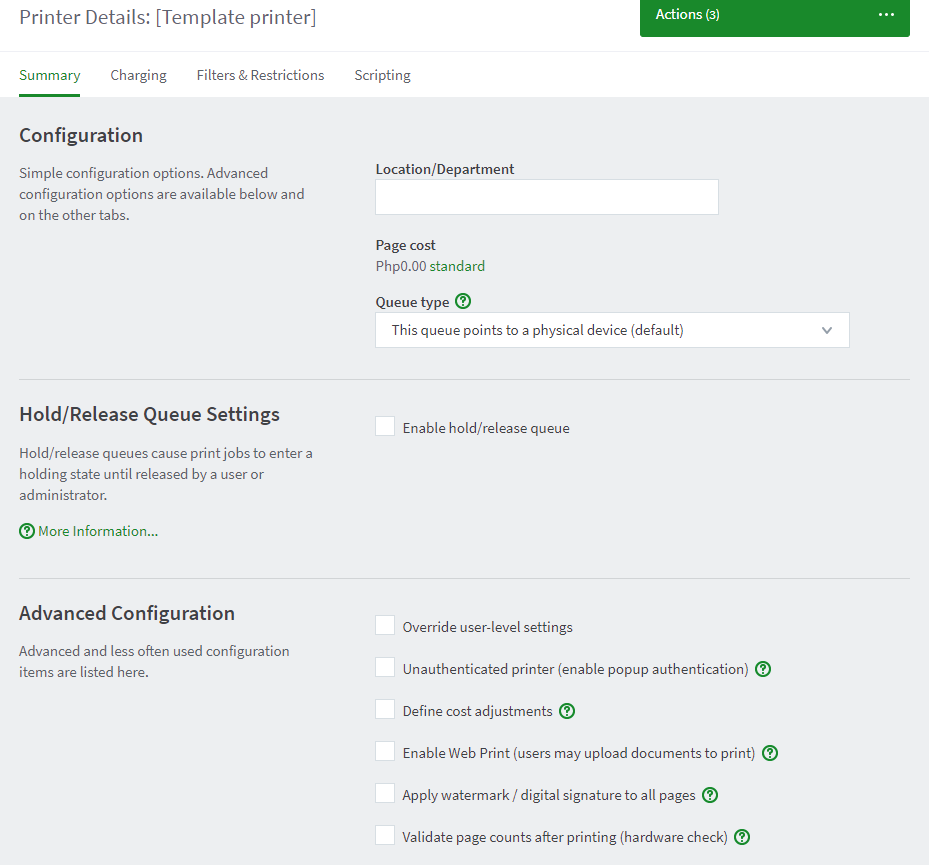 Printer Details: [Template printer]
Actions (3)
Summary
Charging
Filters & Restrictions
Scripting
Configuration
Simple configuration options. Advanced
configuration options are available below and
on the other tabs.
Location/Department
Page cost
Php0.00 standard
Queue type
This queue points to a physical device (default)
Hold/Release Queue Settings
Hold/release queues cause print jobs to enter a
holding state until released by a user or
administrator.
More Information...
Enable hold/release queue
Advanced Configuration
Advanced and less often used configuration
items are listed here.
Override user-level settings
Unauthenticated printer (enable popup authentication)
Define cost adjustments
Enable Web Print (users may upload documents to print)
Apply watermark / digital signature to all pages
Validate page counts after printing (hardware check)